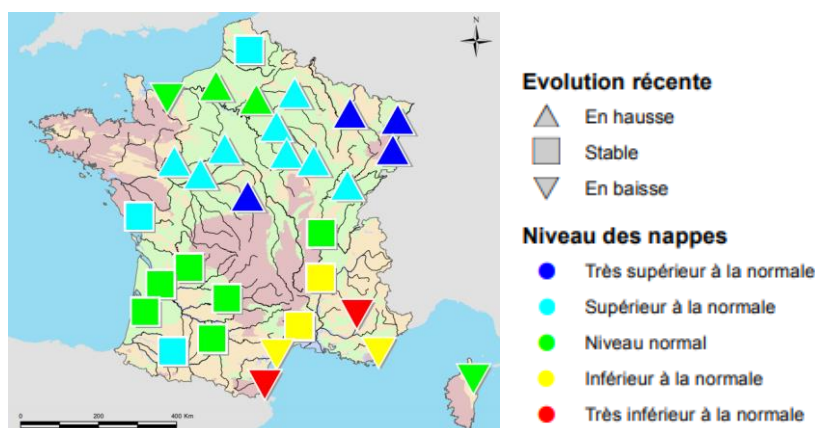 N
0 200 400 Km
Evolution récente
En hausse
Stable
En baisse
Niveau des nappes
Très supérieur à la normale
Supérieur à la normale
Niveau normal
Inférieur à la normale
Très inférieur à la normale